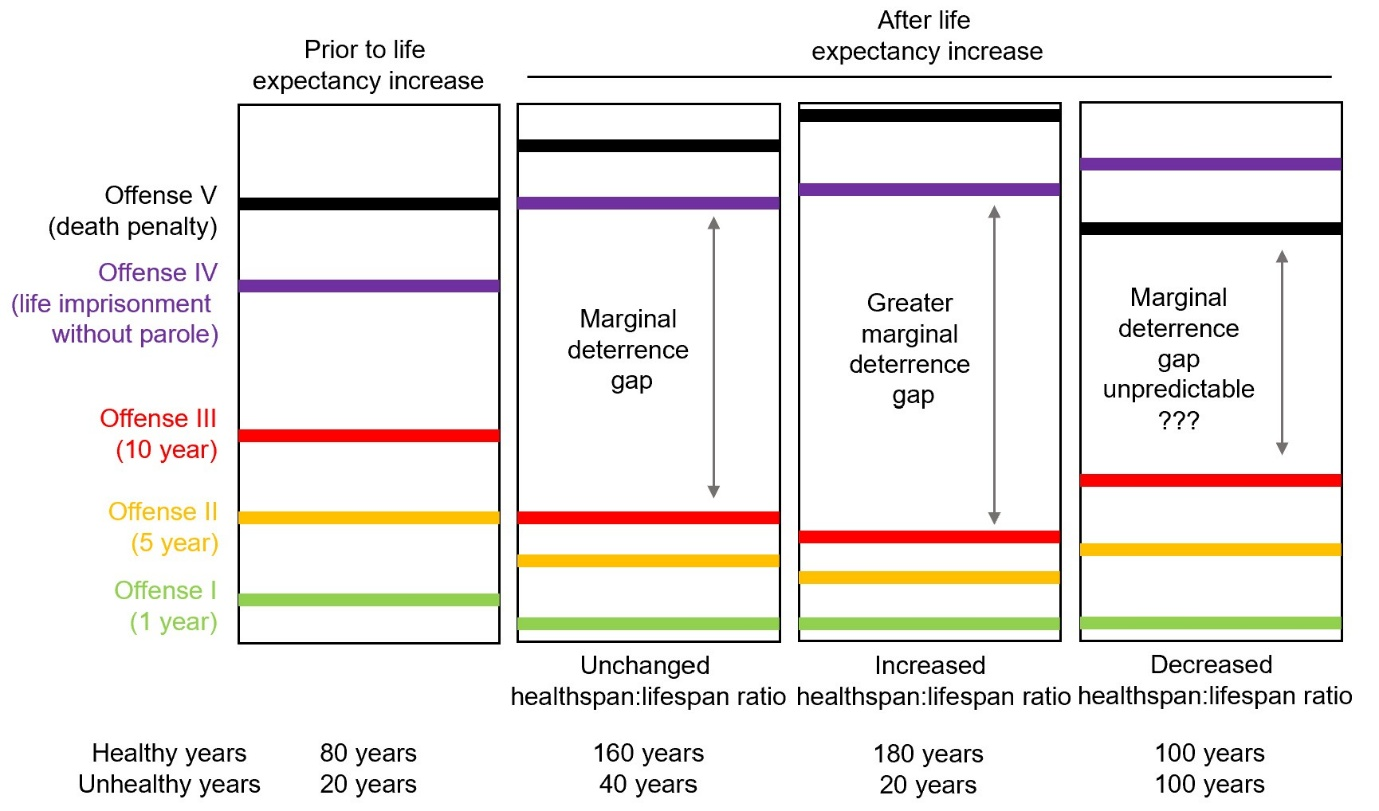 Prior to life
expectancy increase
After life
expectancy increase
Offense V
(death penalty)
Offense IV
(life imprisonment
without parole)
Offense III
(10 year)
Offense II
(5 year)
Offense I
(1 year)
Marginal
deterrence
gap
Greater
marginal
deterrence
gap
Marginal
deterrence
gap
unpredictable
???
Unchanged
healthspan:lifespan ratio
Increased
healthspan:lifespan ratio
Decreased
healthspan:lifespan ratio
Healthy years 80 years 160 years 180 years 100 years
Unhealthy years 20 years 40 years 20 years 100 years